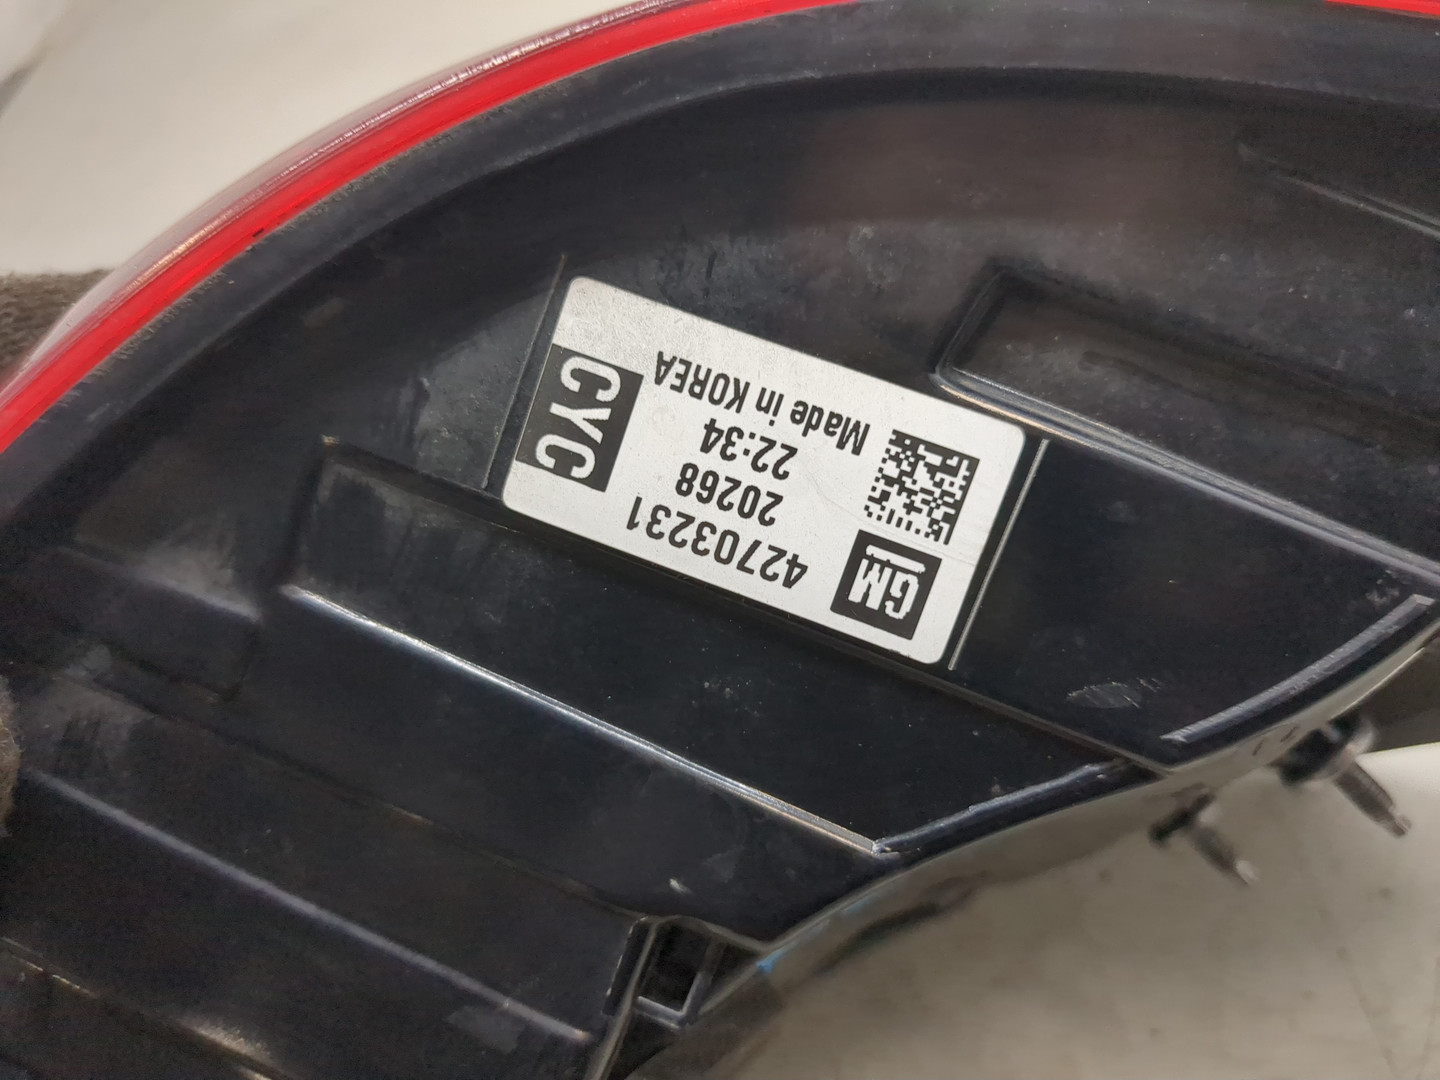 GM
42703231
20268
22:34
Made in KOREA
CYC